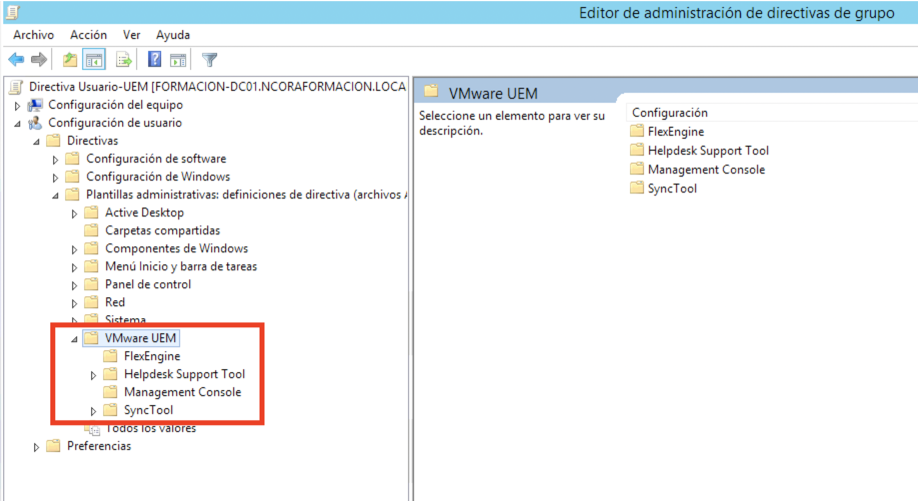 Editor de administración de directivas de grupo
Archivo Acción Ver Ayuda
Directiva Usuario-UEM [FORMACION-DC01.NCORAFORMACION.LOCA
Configuración del equipo
Configuración de usuario
Directivas
Configuración de software
Configuración de Windows
Plantillas administrativas: definiciones de directiva (archivos A
Active Desktop
Carpetas compartidas
Componentes de Windows
Menú Inicio y barra de tareas
Panel de control
Red
Sistema
VMware UEM
FlexEngine
Helpdesk Support Tool
Management Console
SyncTool
Todos los valores
Preferencias
VMware UEM
Seleccione un elemento para ver su
descripción.
Configuración
FlexEngine
Helpdesk Support Tool
Management Console
SyncTool